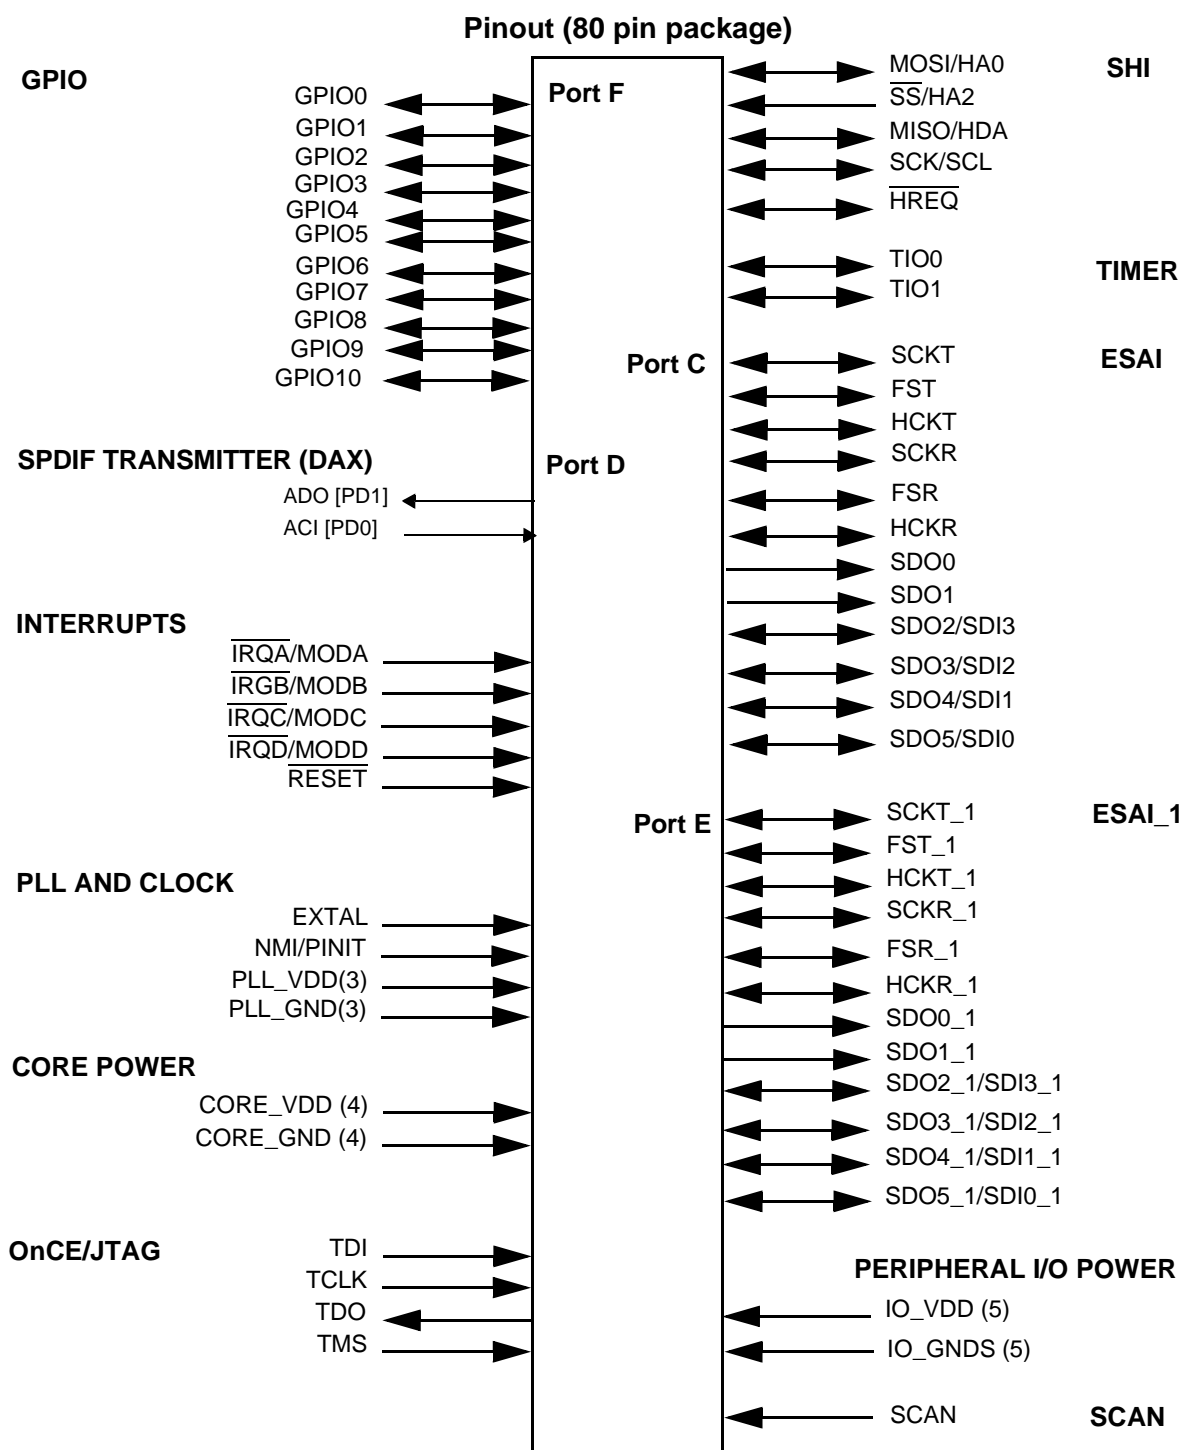 Pinout (80 pin package)
GPIO
Port F
GPIO0
GPIO1
GPIO2
GPIO3
GPIO4
GPIO5
GPIO6
GPIO7
GPIO8
GPIO9
GPIO10
SPDIF TRANSMITTER (DAX)
Port D
ADO [PD1]
ACI [PD0]
INTERRUPTS
IRQA/MODA
IRGB/MODB
IRQC/MODC
IRQD/MODD
RESET
PLL AND CLOCK
EXTAL
NMI/PINIT
PLL_VDD(3)
PLL_GND(3)
CORE POWER
CORE_VDD (4)
CORE_GND (4)
OnCE/JTAG
TDI
TCLK
TDO
TMS
MOSI/HA0
SHI
SS/HA2
MISO/HDA
SCK/SCL
HREQ
TIO0
TIMER
TIO1
Port C
SCKT
ESAI
FST
HCKT
SCKR
FSR
HCKR
SDO0
SDO1
SDO2/SDI3
SDO3/SDI2
SDO4/SDI1
SDO5/SDI0
Port E
SCKT_1
ESAI_1
FST_1
HCKT_1
SCKR_1
FSR_1
HCKR_1
SDO0_1
SDO1_1
SDO2_1/SDI3_1
SDO3_1/SDI2_1
SDO4_1/SDI1_1
SDO5_1/SDI0_1
PERIPHERAL I/O POWER
IO_VDD (5)
IO_GNDS (5)
SCAN
SCAN